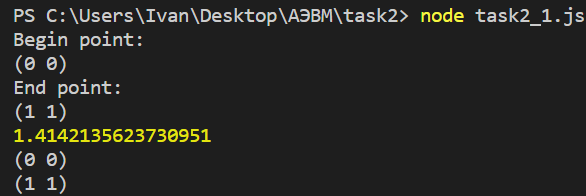 PS C:\Users\Ivan\Desktop\АЭВМ\task2> node task2_1.js
Begin point:
(0 0)
End point:
(1 1)
1.4142135623730951
(0 0)
(1 1)